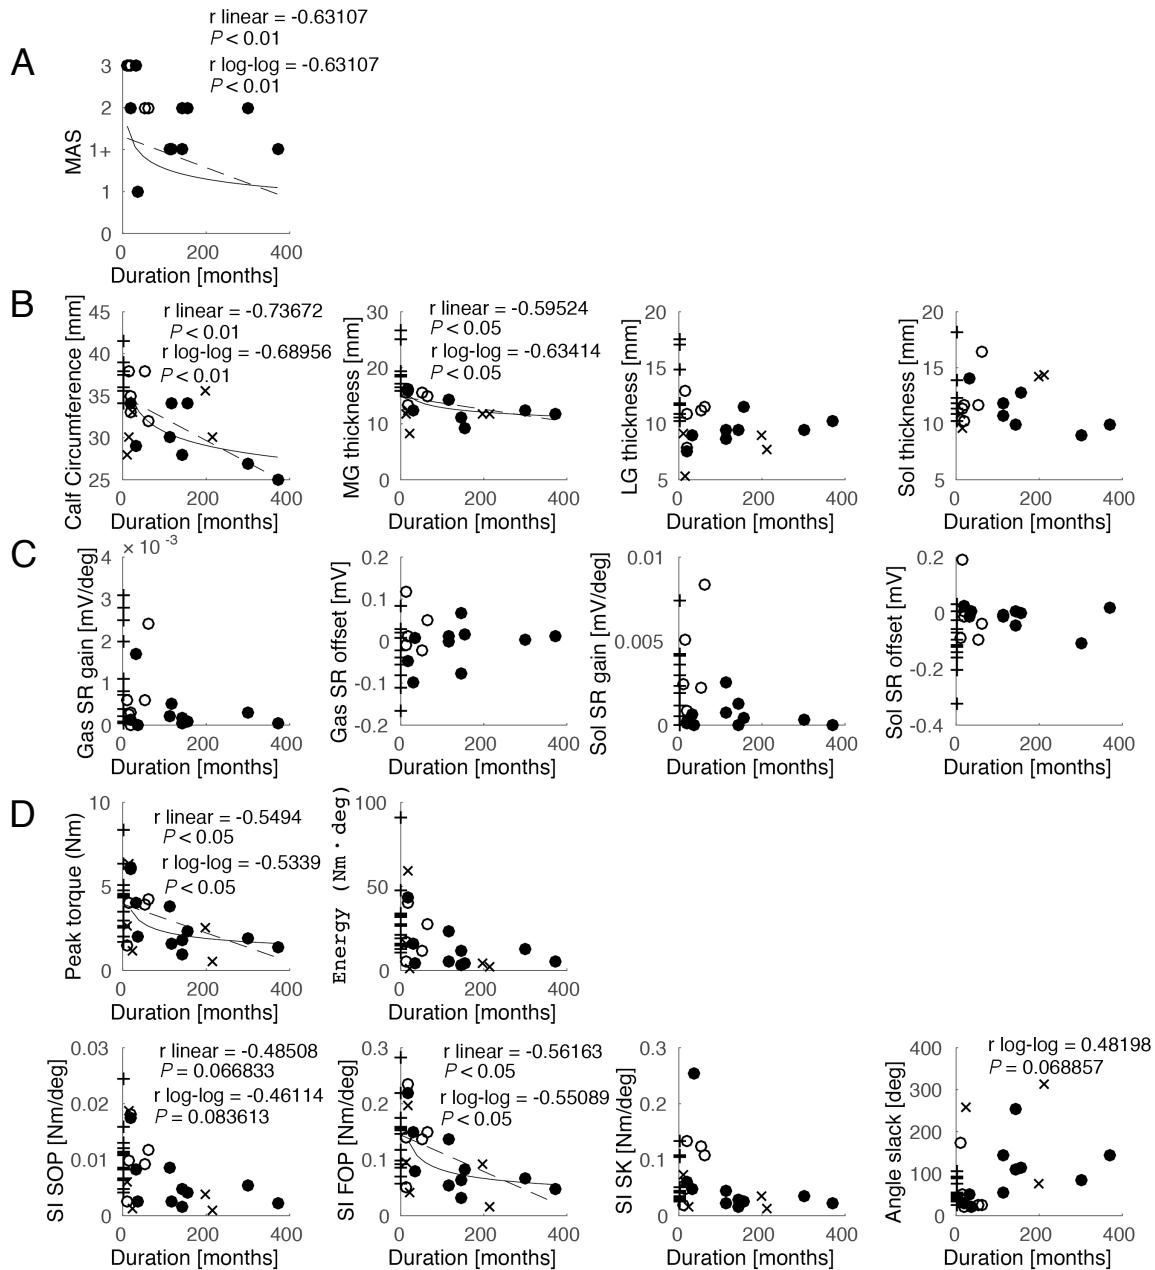 A
r linear = -0.63107
P < 0.01
r log-log = -0.63107
P < 0.01
MAS
3
2
1+
1
0
0 200 400
Duration [months]
B
Calf Circumference [mm]
45
40
35
30
25
r linear = -0.73672
P < 0.01
r log-log = -0.68956
P < 0.01
0 200 400
Duration [months]
MG thickness [mm]
30
20
10
0
r linear = -0.59524
P < 0.05
r log-log = -0.63414
P < 0.05
0 200 400
Duration [months]
LG thickness [mm]
20
15
10
5
0 200 400
Duration [months]
Sol thickness [mm]
20
15
10
5
0 200 400
Duration [months]
C
Gas SR gain [mV/deg]
× 10 -3
4
3
2
1
0
0 200 400
Duration [months]
Gas SR offset [mV]
0.2
0.1
0
-0.1
-0.2
0 200 400
Duration [months]
Sol SR gain [mV/deg]
0.01
0.005
0
0 200 400
Duration [months]
Sol SR offset [mV]
0.2
0
-0.2
-0.4
0 200 400
Duration [months]
D
Peak torque (Nm)
10
5
0
r linear = -0.5494
P < 0.05
r log-log = -0.5339
P < 0.05
0 200 400
Duration [months]
Energy (Nm·deg)
100
50
0
0 200 400
Duration [months]
SI SOP [Nm/deg]
0.03
0.02
0.01
0
r linear = -0.48508
P = 0.066833
r log-log = -0.46114
P = 0.083613
0 200 400
Duration [months]
SI FOP [Nm/deg]
0.3
0.2
0.1
0
r linear = -0.56163
P < 0.05
r log-log = -0.55089
P < 0.05
0 200 400
Duration [months]
SI SK [Nm/deg]
0.3
0.2
0.1
0
0 200 400
Duration [months]
Angle slack [deg]
400
300
200
100
0
r log-log = 0.48198
P = 0.068857
0 200 400
Duration [months]